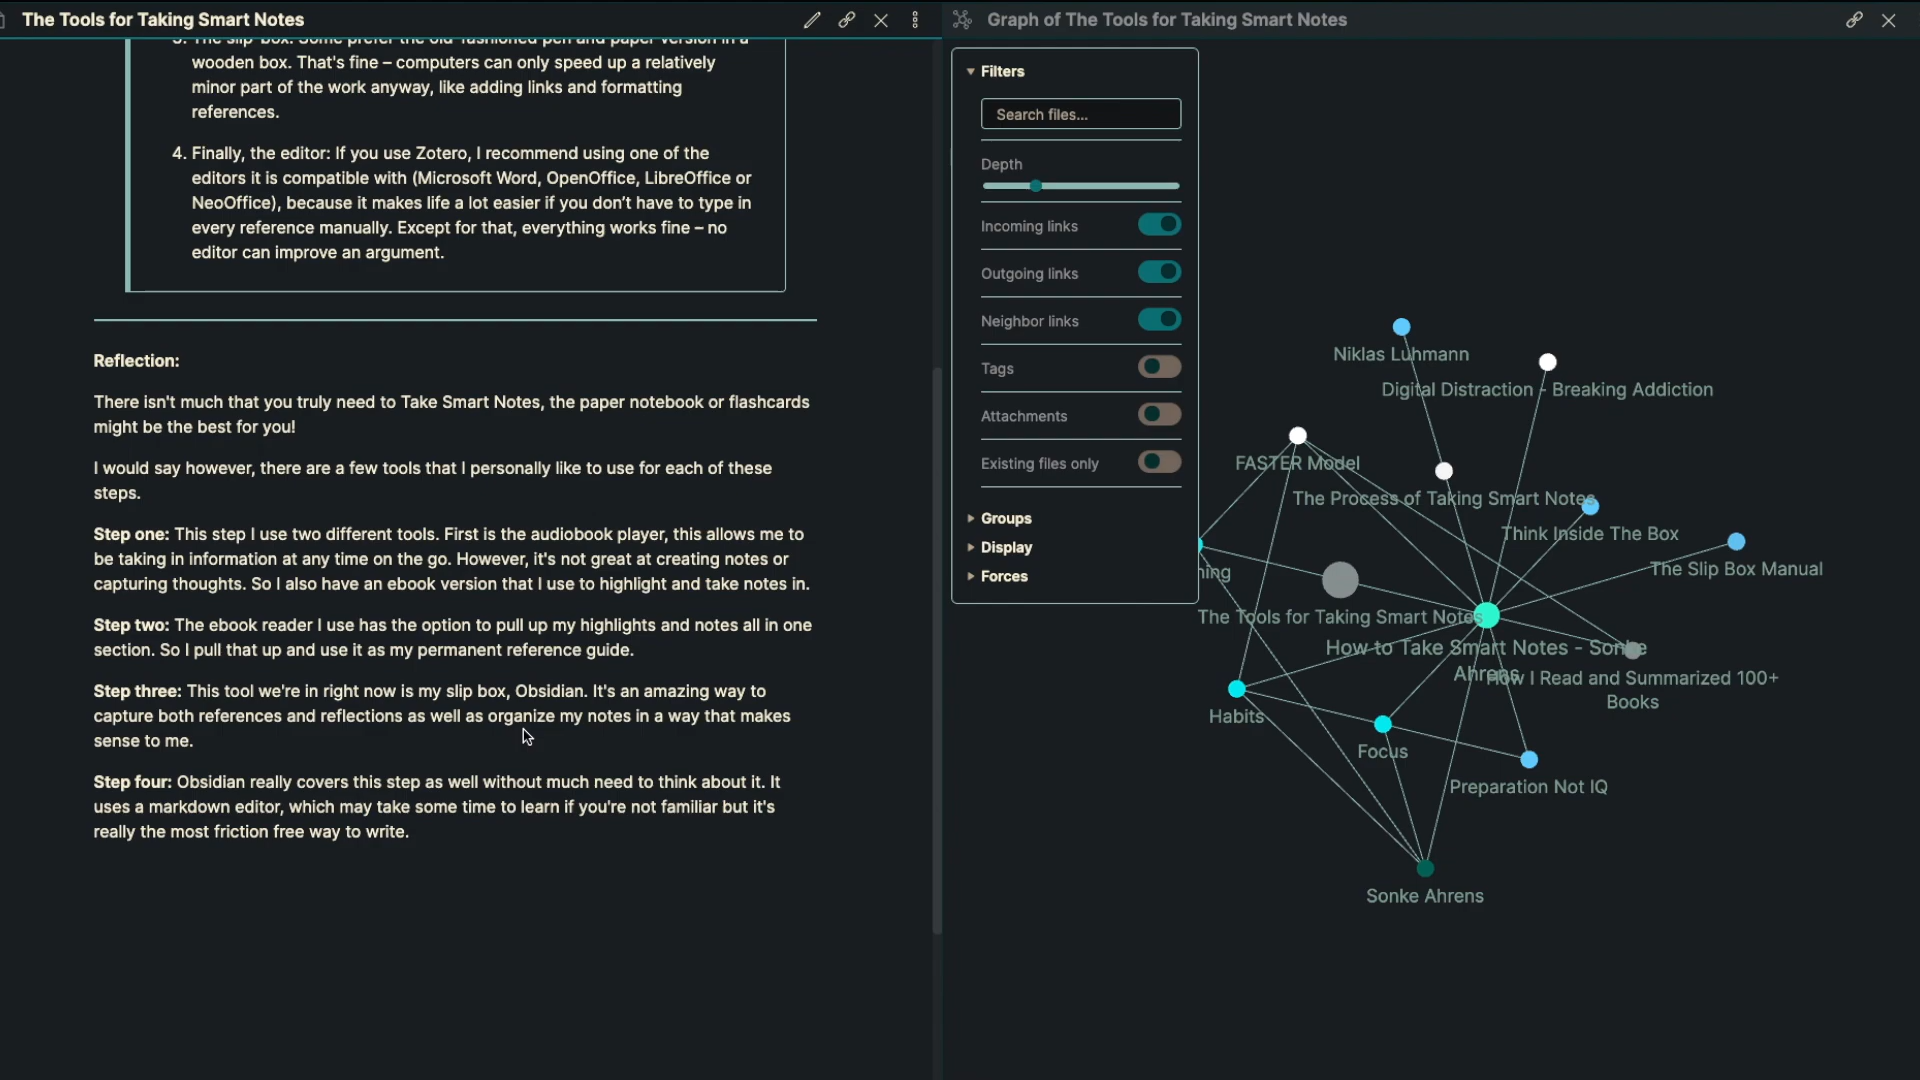 The Tools for Taking Smart Notes
3. The slip-box: Some prefer the old-fashioned pen and paper version in a
wooden box. That's fine – computers can only speed up a relatively
minor part of the work anyway, like adding links and formatting
references.
4. Finally, the editor: If you use Zotero, I recommend using one of the
editors it is compatible with (Microsoft Word, OpenOffice, LibreOffice or
NeoOffice), because it makes life a lot easier if you don’t have to type in
every reference manually. Except for that, everything works fine – no
editor can improve an argument.
Reflection:
There isn't much that you truly need to Take Smart Notes, the paper notebook or flashcards
might be the best for you!
I would say however, there are a few tools that I personally like to use for each of these
steps.
Step one: This step I use two different tools. First is the audiobook player, this allows me to
be taking in information at any time on the go. However, it's not great at creating notes or
capturing thoughts. So I also have an ebook version that I use to highlight and take notes in.
Step two: The ebook reader I use has the option to pull up my highlights and notes all in one
section. So I pull that up and use it as my permanent reference guide.
Step three: This tool we're in right now is my slip box, Obsidian. It's an amazing way to
capture both references and reflections as well as organize my notes in a way that makes
sense to me.
Step four: Obsidian really covers this step as well without much need to think about it. It
uses a markdown editor, which may take some time to learn if you're not familiar but it's
really the most friction free way to write.
Graph of The Tools for Taking Smart Notes
Filters
Search files...
Depth
Incoming links
Outgoing links
Neighbor links
Tags
Attachments
Existing files only
Groups
Display
Forces
Niklas Luhmann
Digital Distraction - Breaking Addiction
FASTER Model
The Process of Taking Smart Notes
Think Inside The Box
The Slip Box Manual
ning
The Tools for Taking Smart Notes
How to Take Smart Notes - Sonke
Ahrens
How I Read and Summarized 100+
Books
Habits
Focus
Preparation Not IQ
Sonke Ahrens